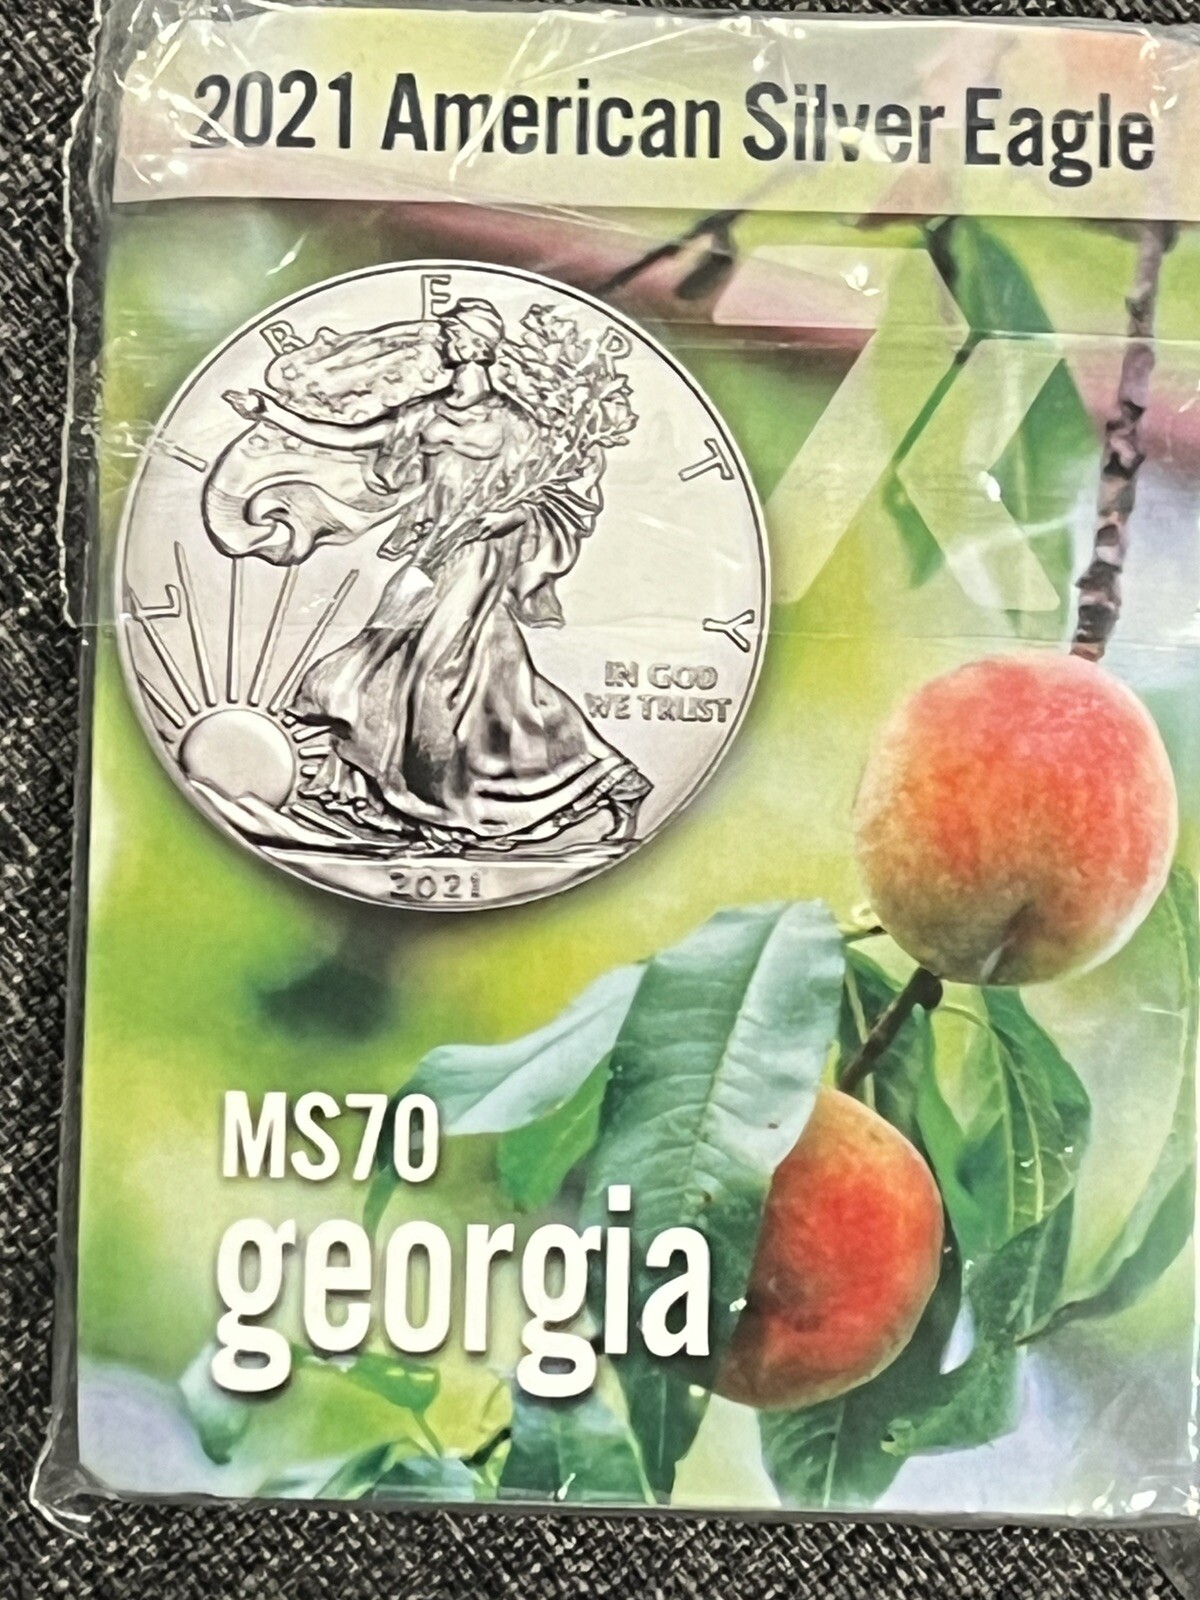 2021 American Silver Eagle
LIBERTY
IN GOD
WE TRUST
2021
MS70
georgia